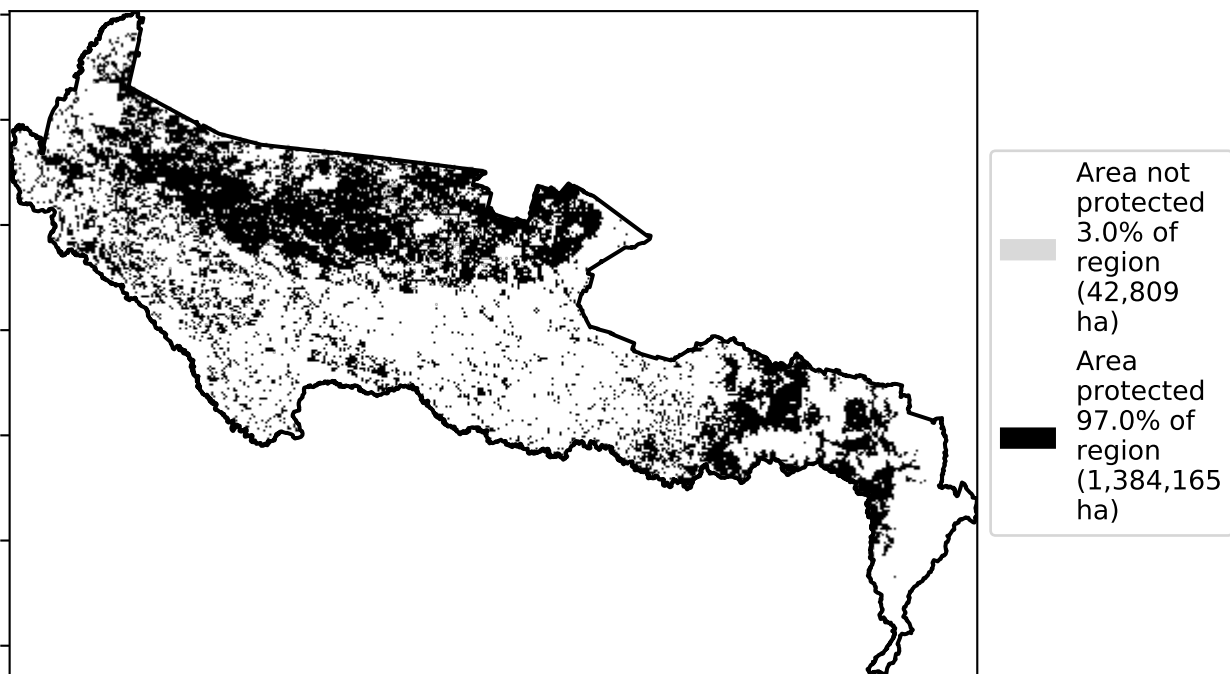 Area not
protected
3.0% of
region
(42,809
ha)
Area
protected
97.0% of
region
(1,384,165
ha)